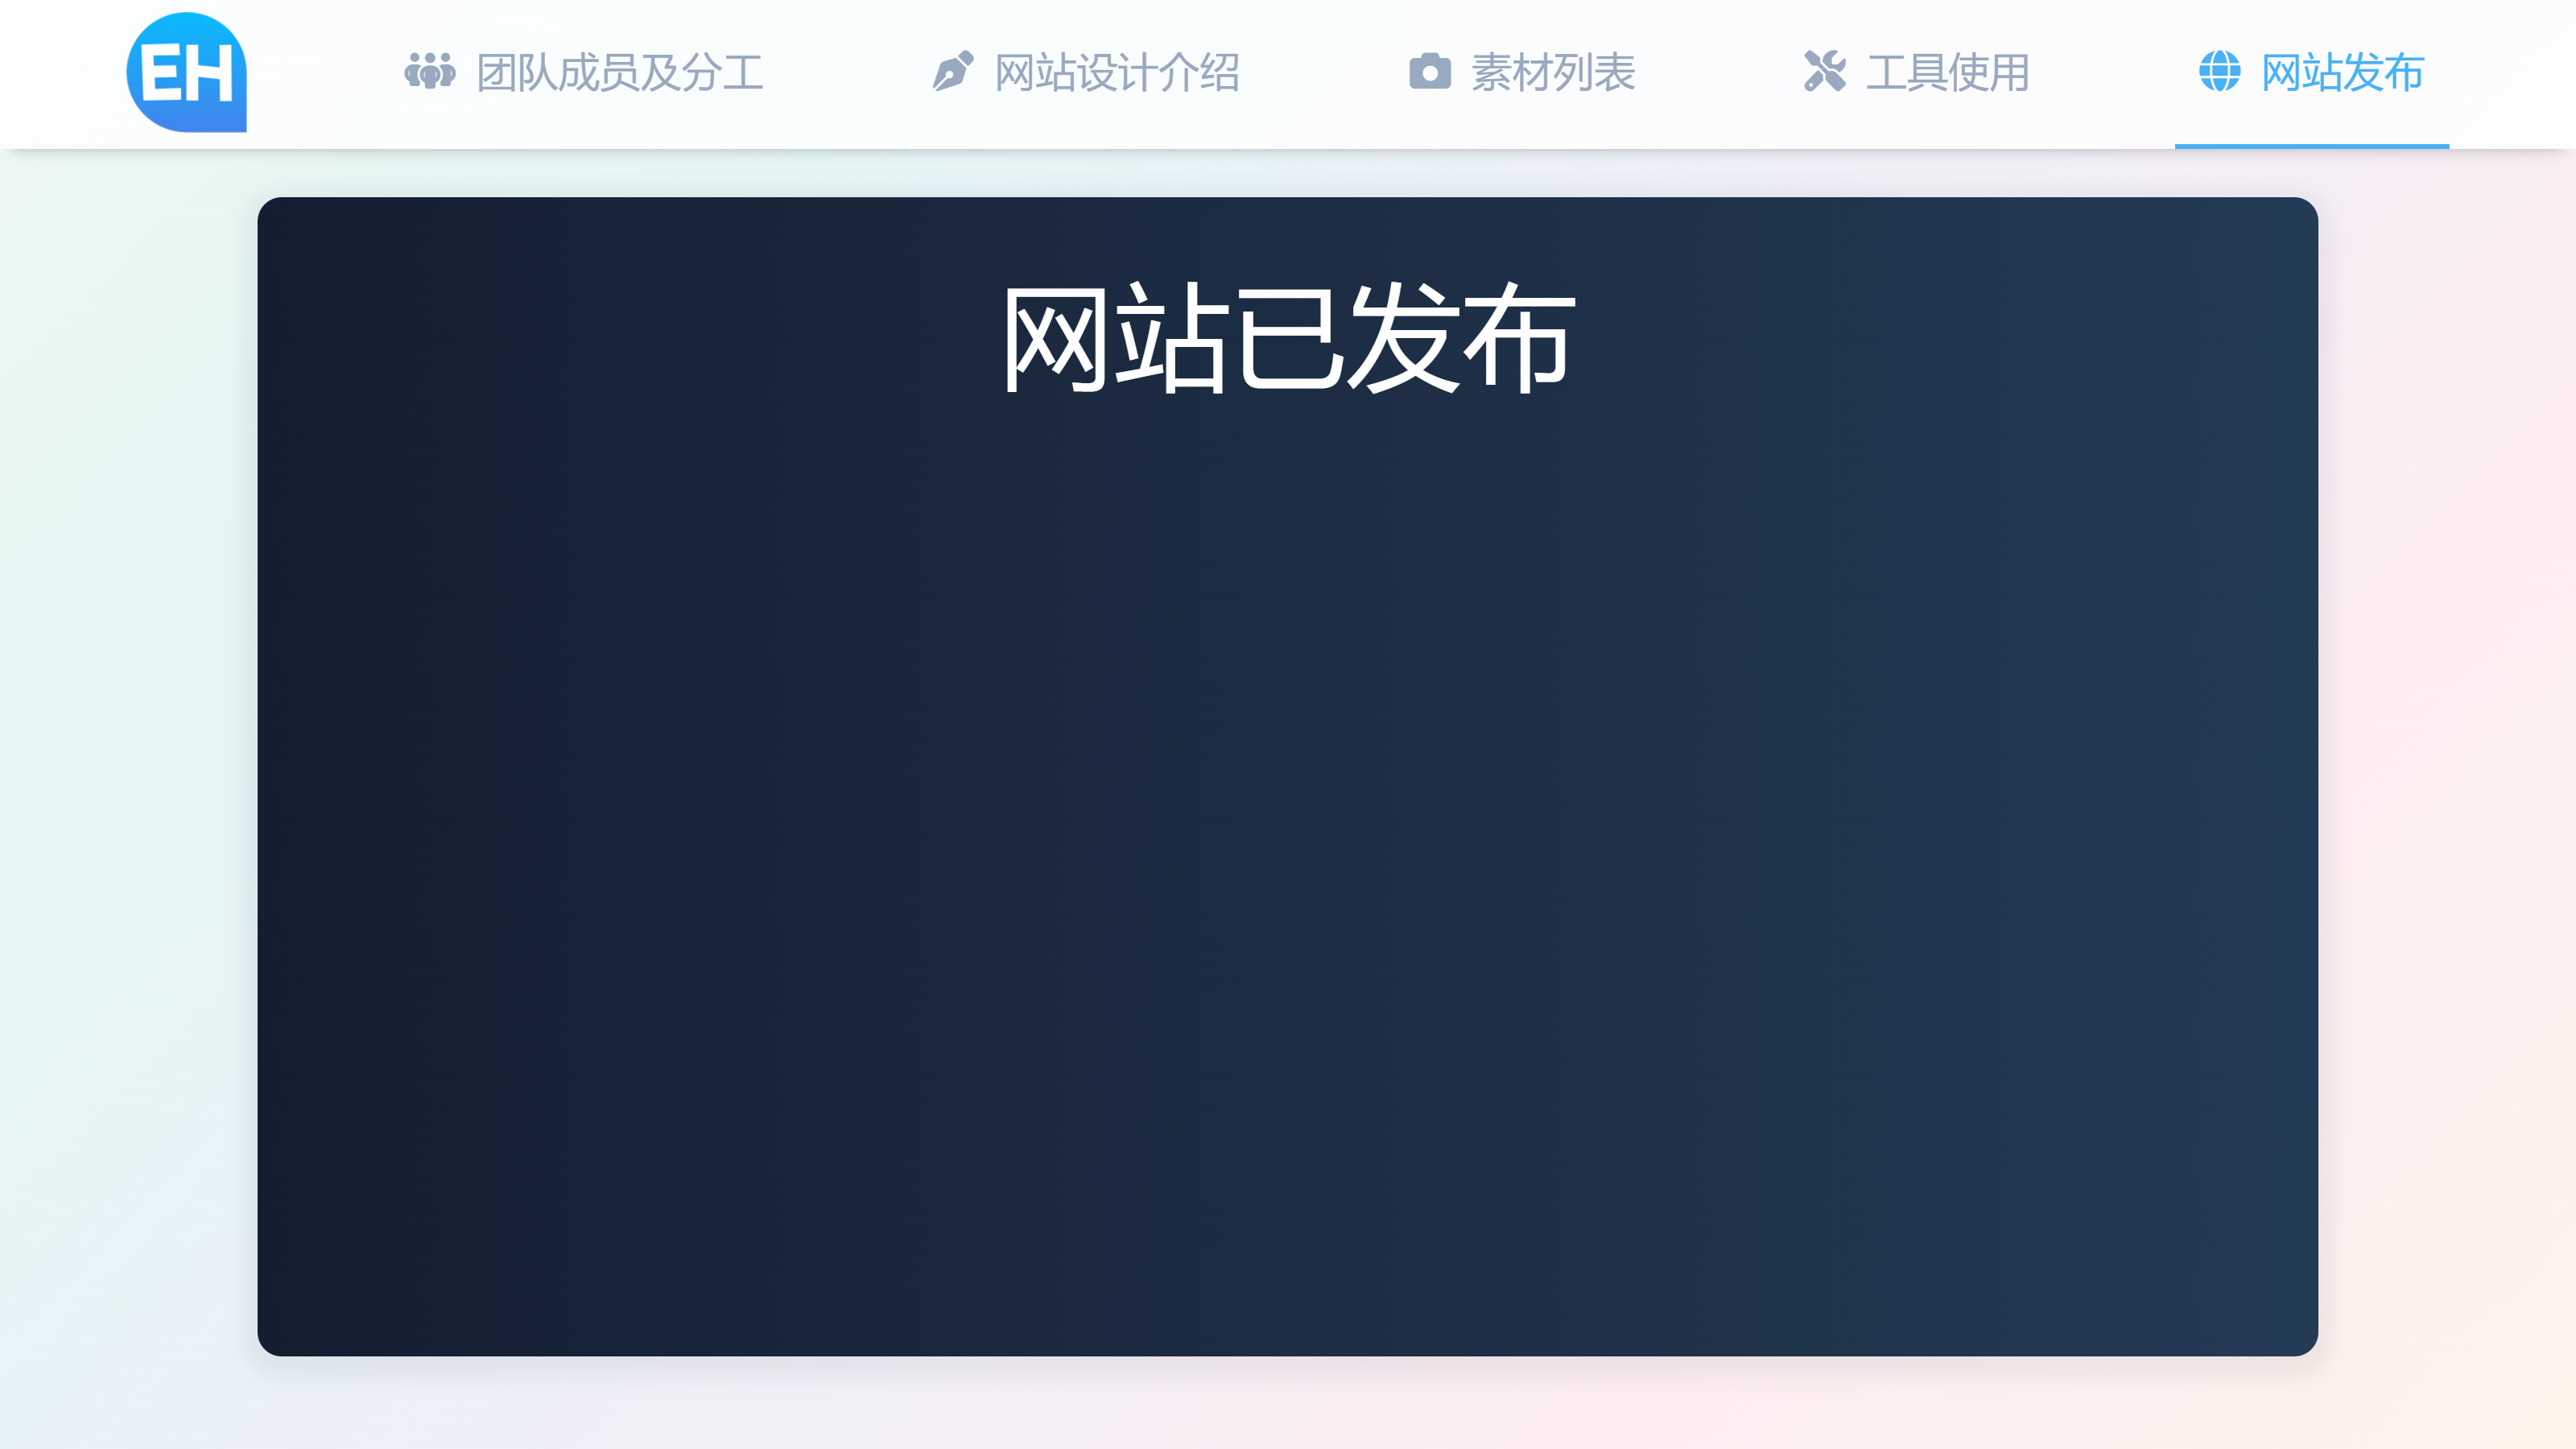 EH
团队成员及分工
网站设计介绍
素材列表
工具使用
网站发布
网站已发布